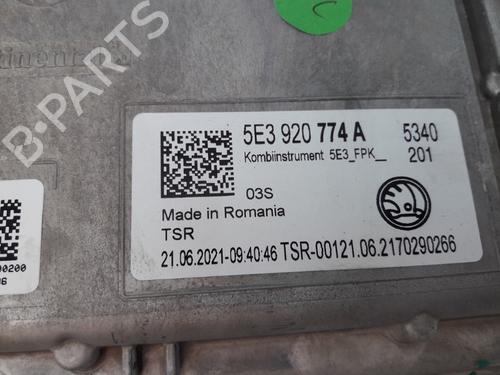 B-PARTS
5E3 920 774 A 5340
Kombiinstrument 5E3_FPK__ 201
03S
Made in Romania
TSR
21.06.2021-09:40:46 TSR-00121.06.2170290266